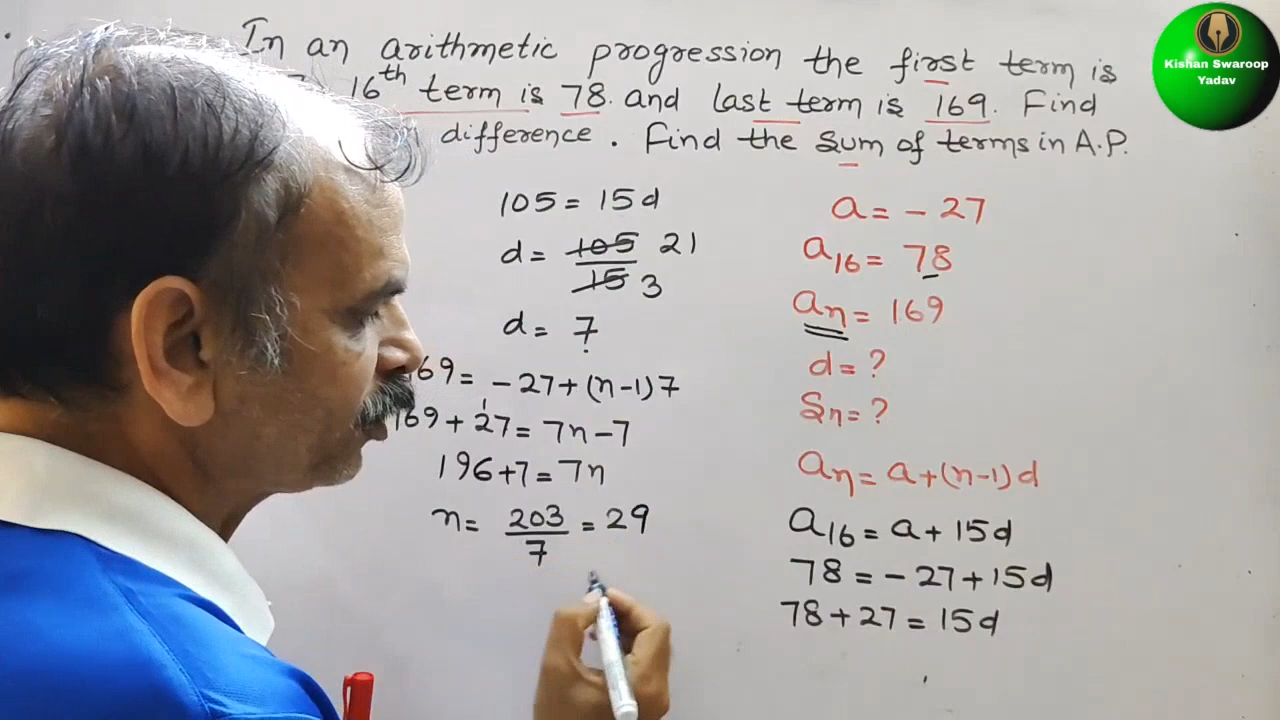 In an arithmetic progression the first term is
16th term is 78. and last term is 169. Find
difference. Find the Sum of terms in A.P.
105 = 15d
d = 105 21
15 3
d = 7
169 = -27+(n-1)7
169 + 27 = 7n-7
196+7 = 7n
n = 203/7 = 29
a = -27
a16 = 78
an = 169
d = ?
Sn = ?
an = a+(n-1)d
a16 = a + 15d
78 = -27+15d
78+27 = 15d
Kishan Swaroop
Yadav